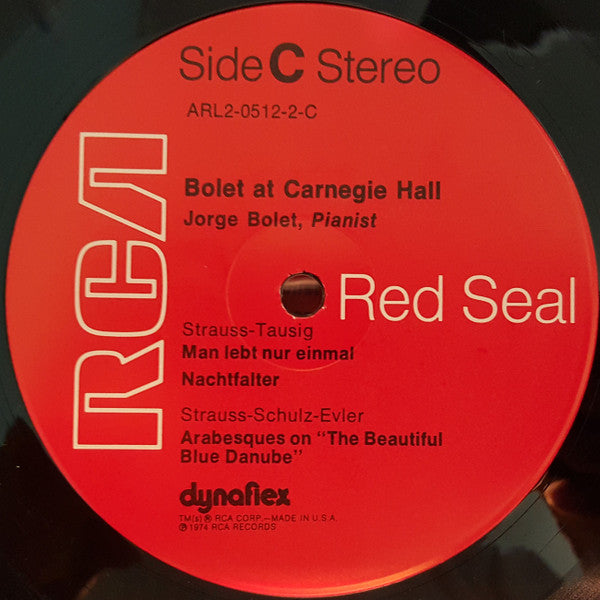 Side C Stereo
ARL2-0512-2-C
RCA
Bolet at Carnegie Hall
Jorge Bolet, Pianist
Red Seal
Strauss-Tausig
Man lebt nur einmal
Nachtfalter
Strauss-Schulz-Evler
Arabesques on "The Beautiful
Blue Danube"
dynaflex
TM(s) ® RCA CORP.—MADE IN U.S.A.
℗ 1974 RCA RECORDS